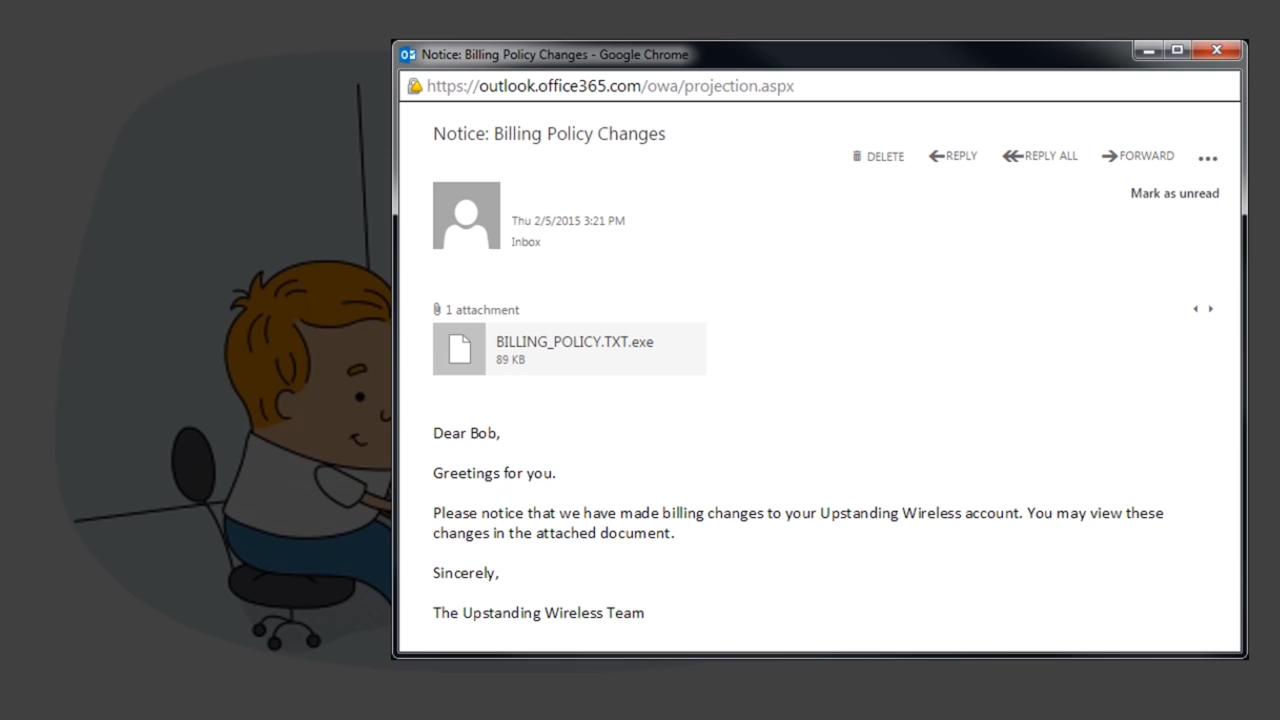 Notice: Billing Policy Changes - Google Chrome
https://outlook.office365.com/owa/projection.aspx
Notice: Billing Policy Changes
DELETE REPLY REPLY ALL FORWARD
Mark as unread
Thu 2/5/2015 3:21 PM
Inbox
1 attachment
BILLING_POLICY.TXT.exe
89 KB
Dear Bob,
Greetings for you.
Please notice that we have made billing changes to your Upstanding Wireless account. You may view these
changes in the attached document.
Sincerely,
The Upstanding Wireless Team